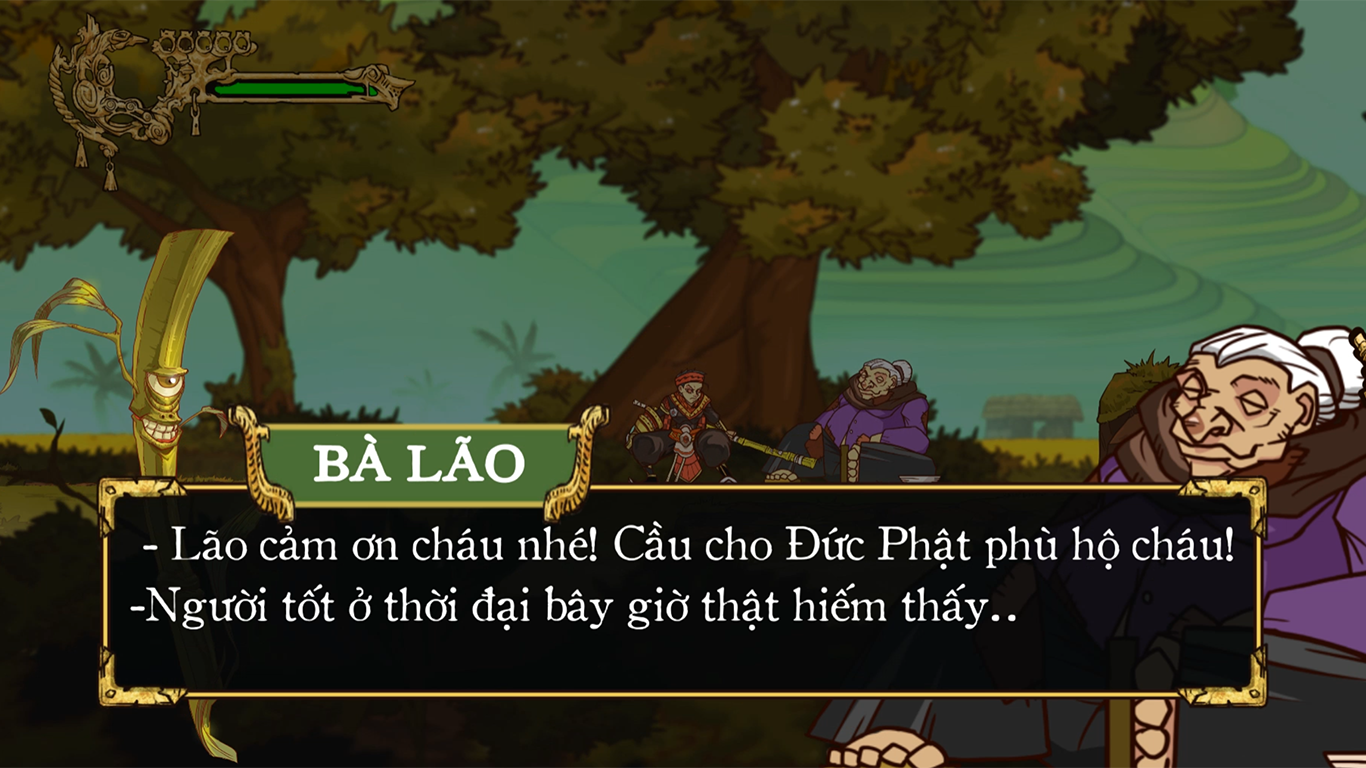 BÀ LÃO
- Lão cảm ơn cháu nhé! Cầu cho Đức Phật phù hộ cháu!
-Người tốt ở thời đại bây giờ thật hiếm thấy..